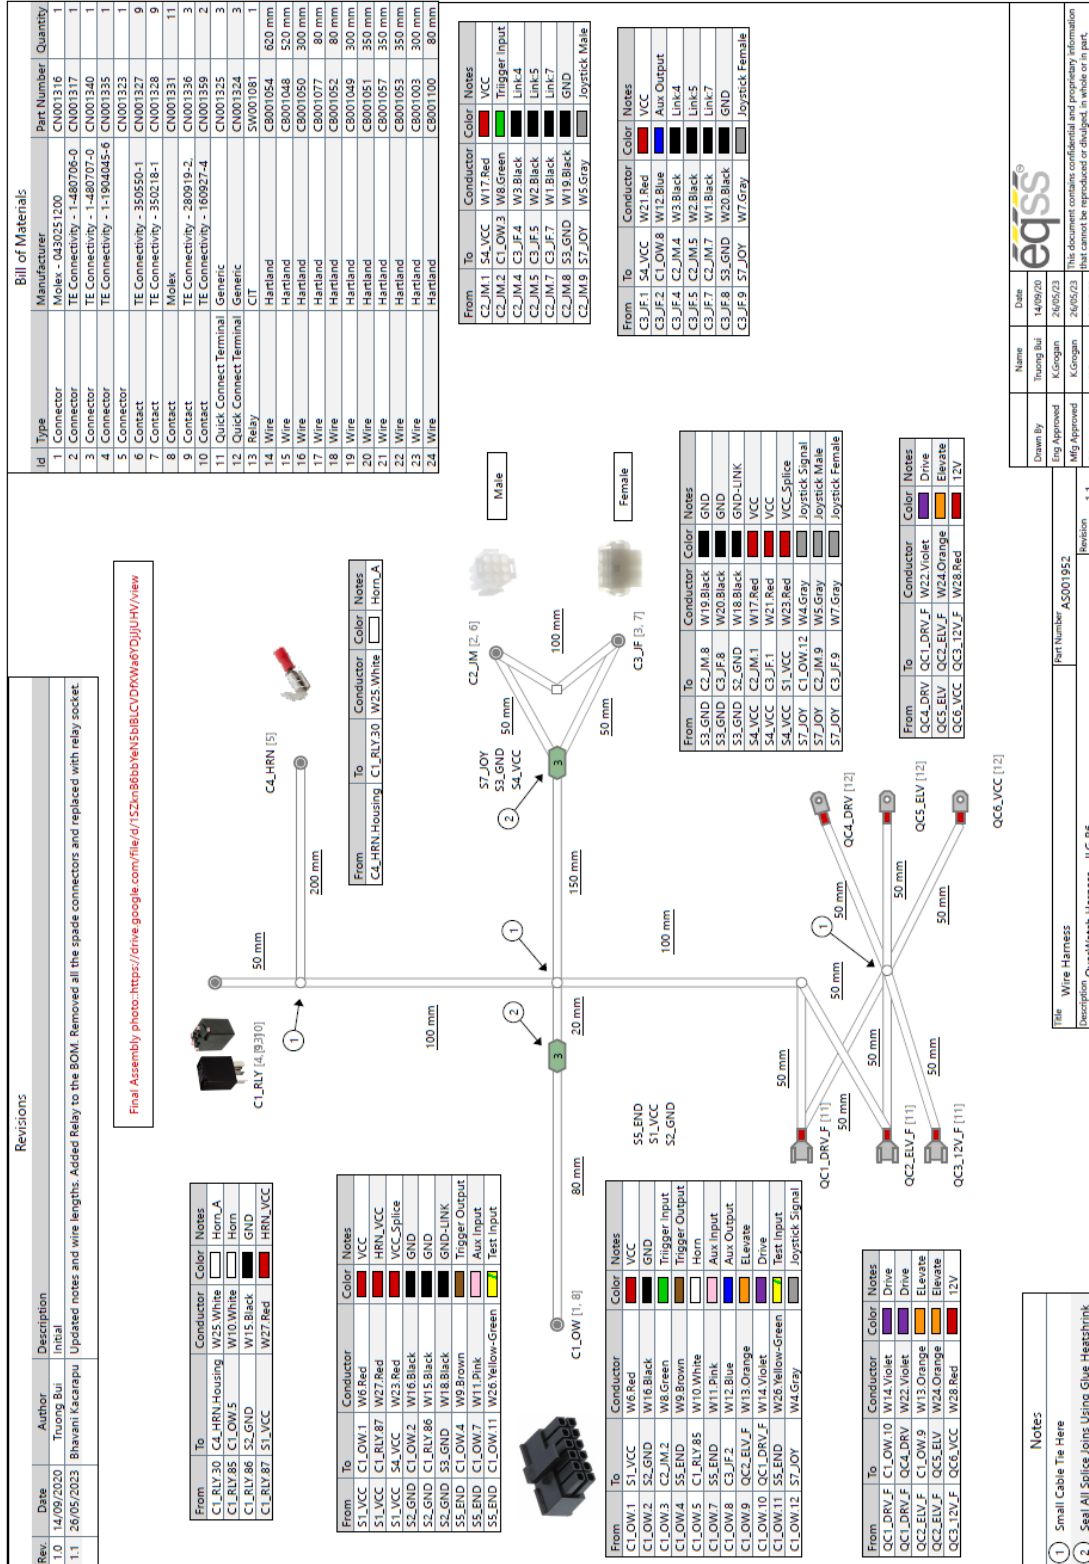 Revisions
Rev. Date Author Description
1.0 14/09/2020 Truong Bui Initial
1.1 26/05/2023 Bhavani Kacarapu Updated notes and wire lengths. Added Relay to the BOM. Removed all the spade connectors and replaced with relay socket.
Final Assembly photo::https://drive.google.com/file/d/
Bill of Materials
Id Type Manufacturer Part Number Quantity
1 Connector Molex - 0430251200 CN001316 1
2 Connector TE Connectivity - 1-480706-0 CN001317 1
3 Connector TE Connectivity - 1-480707-0 CN001340 1
4 Connector TE Connectivity - 1-1904045-6 CN001335 1
5 Connector CN001323 1
6 Contact TE Connectivity - 350550-1 CN001327 9
7 Contact TE Connectivity - 350218-1 CN001328 9
8 Contact Molex CN001331 11
9 Contact TE Connectivity - 280919-2, CN001336 3
10 Contact TE Connectivity - 160927-4 CN001359 2
11 Quick Connect Terminal Generic CN001325 3
12 Quick Connect Terminal Generic CN001324 3
13 Relay CIT SW001081 1
14 Wire Hartland CB001054 620 mm
15 Wire Hartland CB001048 520 mm
16 Wire Hartland CB001050 300 mm
17 Wire Hartland CB001077 80 mm
18 Wire Hartland CB001052 80 mm
19 Wire Hartland CB001049 300 mm
20 Wire Hartland CB001051 350 mm
21 Wire Hartland CB001057 350 mm
22 Wire Hartland CB001053 350 mm
23 Wire Hartland CB001003 300 mm
24 Wire Hartland CB001100 80 mm
From To Conductor Color Notes
C1_RLY.30 C4_HRN.Housing W25.White Horn_A
C1_RLY.85 C1_OW.5 W10.White Horn
C1_RLY.86 S2_GND W15.Black GND
C1_RLY.87 S1_VCC W27.Red HRN_VCC
C1_RLY [4,[9,3]10]
1
50 mm
200 mm
C4_HRN [5]
From To Conductor Color Notes
C4_HRN.Housing C1_RLY.30 W25.White Horn_A
From To Conductor Color Notes
S1_VCC C1_OW.1 W6.Red VCC
S1_VCC C1_RLY.87 W27.Red HRN_VCC
S1_VCC S4_VCC W23.Red VCC_Splice
S2_GND C1_OW.2 W16.Black GND
S2_GND C1_RLY.86 W15.Black GND
S2_GND S3_GND W18.Black GND-LINK
S5_END C1_OW.4 W9.Brown Trigger Output
S5_END C1_OW.7 W11.Pink Aux Input
S5_END C1_OW.11 W26.Yellow-Green Test Input
100 mm
2
1
2
S7_JOY
S3_GND
S4_VCC
C2_JM [2, 6]
Male
From To Conductor Color Notes
C2_JM.1 S4_VCC W17.Red VCC
C2_JM.2 C1_OW.3 W8.Green Triigger Input
C2_JM.4 C3_JF.4 W3.Black Link:4
C2_JM.5 C3_JF.5 W2.Black Link:5
C2_JM.7 C3_JF.7 W1.Black Link:7
C2_JM.8 S3_GND W19.Black GND
C2_JM.9 S7_JOY W5.Gray Joystick Male
C1_OW [1, 8]
80 mm
3
20 mm
150 mm
3
50 mm
50 mm
100 mm
C3_JF [3, 7]
Female
From To Conductor Color Notes
C3_JF.1 S4_VCC W21.Red VCC
C3_JF.2 C1_OW.8 W12.Blue Aux Output
C3_JF.4 C2_JM.4 W3.Black Link:4
C3_JF.5 C2_JM.5 W2.Black Link:5
C3_JF.7 C2_JM.7 W1.Black Link:7
C3_JF.8 S3_GND W20.Black GND
C3_JF.9 S7_JOY W7.Gray Joystick Female
S5_END
S1_VCC
S2_GND
100 mm
From To Conductor Color Notes
C1_OW.1 S1_VCC W6.Red VCC
C1_OW.2 S2_GND W16.Black GND
C1_OW.3 C2_JM.2 W8.Green Triigger Input
C1_OW.4 S5_END W9.Brown Trigger Output
C1_OW.5 C1_RLY.85 W10.White Horn
C1_OW.7 S5_END W11.Pink Aux Input
C1_OW.8 C3_JF.2 W12.Blue Aux Output
C1_OW.9 QC2_ELV_F W13.Orange ELevate
C1_OW.10 QC1_DRV_F W14.Violet Drive
C1_OW.11 S5_END W26.Yellow-Green Test Input
C1_OW.12 S7_JOY W4.Gray Joystick Signal
From To Conductor Color Notes
S3_GND C2_JM.8 W19.Black GND
S3_GND C3_JF.8 W20.Black GND
S3_GND S2_GND W18.Black GND-LINK
S4_VCC C2_JM.1 W17.Red VCC
S4_VCC C3_JF.1 W21.Red VCC
S4_VCC S1_VCC W23.Red VCC_Splice
S7_JOY C1_OW.12 W4.Gray Joystick Signal
S7_JOY C2_JM.9 W5.Gray Joystick Male
S7_JOY C3_JF.9 W7.Gray Joystick Female
QC1_DRV_F [11]
QC2_ELV_F [11]
QC3_12V_F [11]
50 mm
50 mm
50 mm
50 mm
50 mm
1
50 mm
50 mm
50 mm
QC4_DRV [12]
QC5_ELV [12]
QC6_VCC [12]
From To Conductor Color Notes
QC1_DRV_F C1_OW.10 W14.Violet Drive
QC1_DRV_F QC4_DRV W22.Violet Drive
QC2_ELV_F C1_OW.9 W13.Orange ELevate
QC2_ELV_F QC5_ELV W24.Orange Elevate
QC3_12V_F QC6_VCC W28.Red 12V
From To Conductor Color Notes
QC4_DRV QC1_DRV_F W22.Violet Drive
QC5_ELV QC2_ELV_F W24.Orange Elevate
QC6_VCC QC3_12V_F W28.Red 12V
Notes
1 Small Cable Tie Here
2 Seal All Splice Joins Using Glue Heatshrink
Title Wire Harness
Part Number AS001952
Description
Revision 1.1
Name Date
Drawn By Truong Bui 14/09/20
Eng Approved K.Grogan 26/05/23
Mfg Approved K.Grogan 26/05/23
eqss®
This document contains confidential and proprietary information
that cannot be reproduced or divulged, in whole or in part,